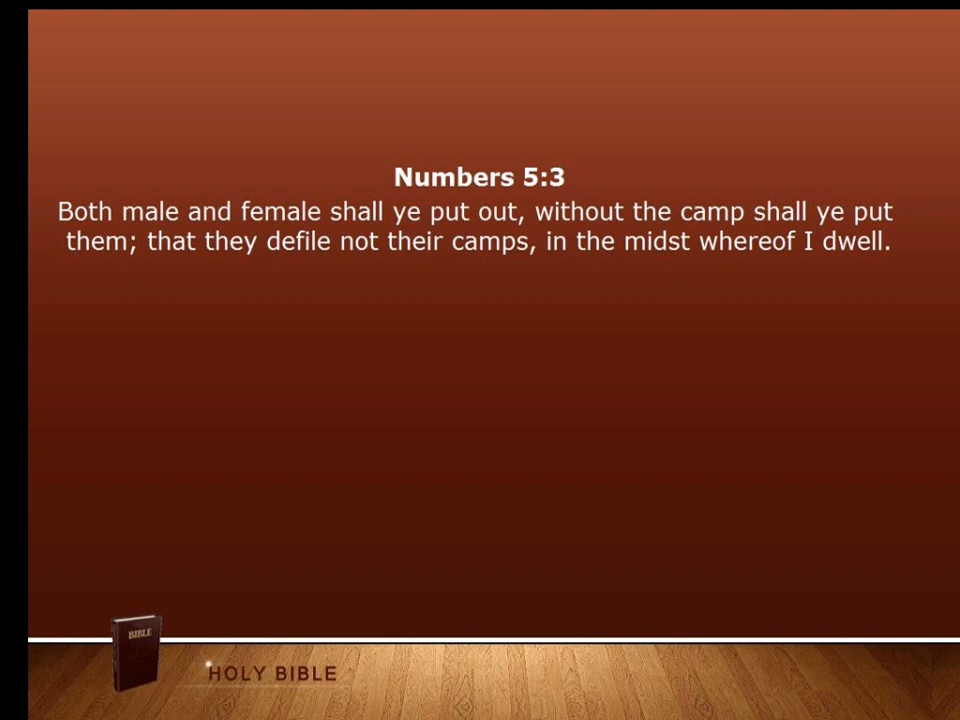 Numbers 5:3
Both male and female shall ye put out, without the camp shall ye put
them; that they defile not their camps, in the midst whereof I dwell.
BIBLE
HOLY BIBLE